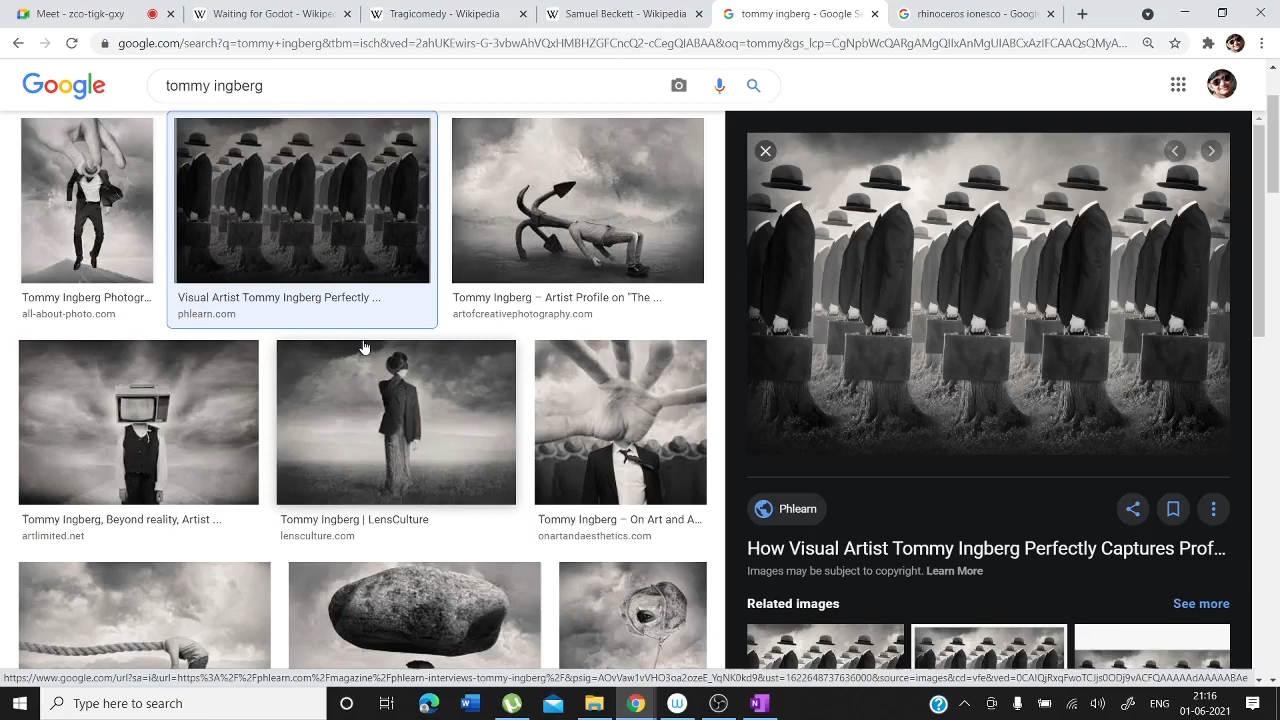 Meet - tzg-tink-gxy
Waiting for Godot - Wikipe
Tragicomedy - Wikipedia
Samuel Beckett - Wikipedia
tommy ingberg - Google Se
rhinoceros ionesco - Google
google.com/search?q=tommy+ingberg&tbm=isch&ved=2ahUKEwirs-G-3vbwAhVQxHMBHZGFCncQ2-cCegQIABAA&oq=tommy&gs_lcp=CgNpbWcQARgAMgQIIxAnMgUIABCxAzIFCAAQsQMyA...
Google
tommy ingberg
Tommy Ingberg Photogr...
all-about-photo.com
Visual Artist Tommy Ingberg Perfectly ...
phlearn.com
Tommy Ingberg – Artist Profile on "The ...
artofcreativephotography.com
Tommy Ingberg, Beyond reality, Artist ...
artlimited.net
Tommy Ingberg | LensCulture
lensculture.com
Tommy Ingberg – On Art and A...
onartandaesthetics.com
Phlearn
How Visual Artist Tommy Ingberg Perfectly Captures Prof...
Images may be subject to copyright. Learn More
Related images
See more
Type here to search
ENG
21:16
01-06-2021